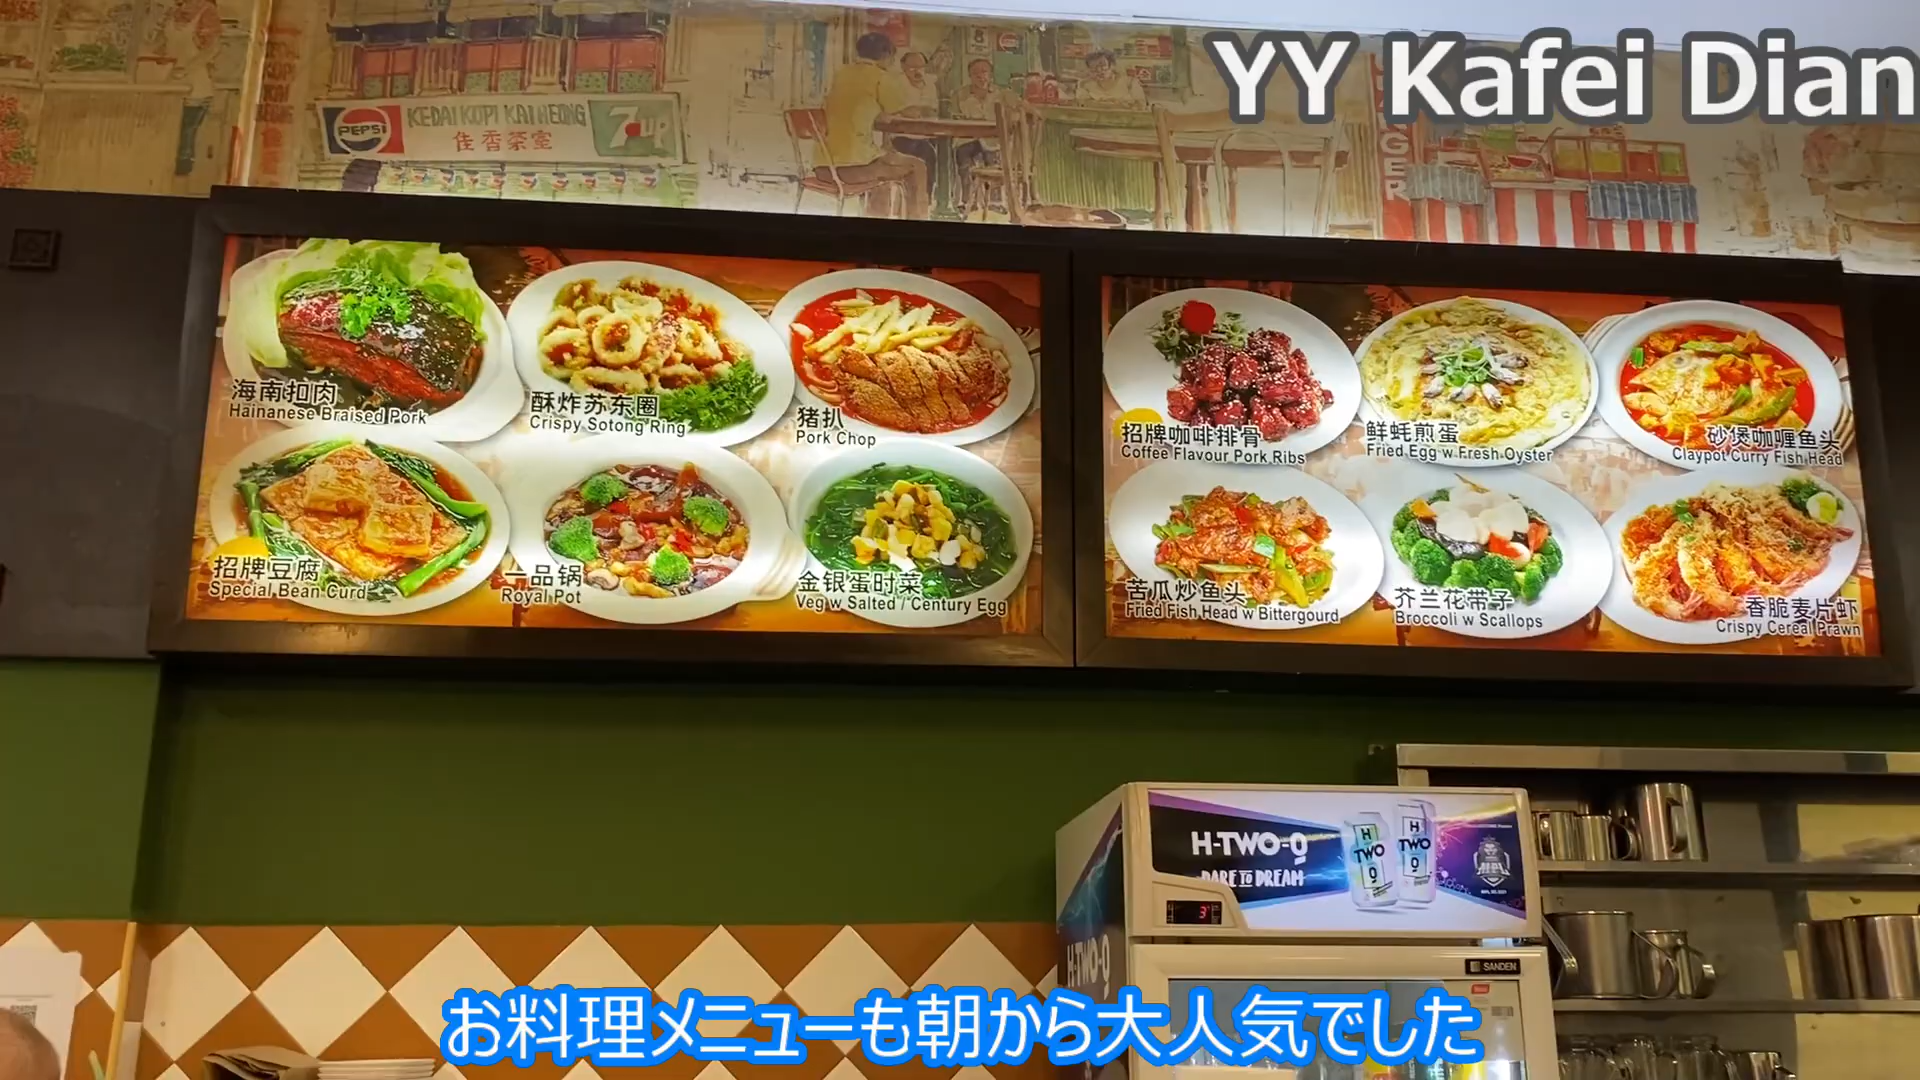 YY Kafei Dian
PEPSI
KEDAI KOPI KAI HEONG
佳香茶室
7UP
海南扣肉
Hainanese Braised Pork
酥炸苏东圈
Crispy Sotong Ring
猪扒
Pork Chop
招牌豆腐
Special Bean Curd
一品锅
Royal Pot
金银蛋时菜
Veg w Salted / Century Egg
招牌咖啡排骨
Coffee Flavour Pork Ribs
鲜蚝煎蛋
Fried Egg w Fresh Oyster
砂煲咖喱鱼头
Claypot Curry Fish Head
苦瓜炒鱼头
Fried Fish Head w Bittergourd
芥兰花带子
Broccoli w Scallops
香脆麦片虾
Crispy Cereal Prawn
H-TWO-O
DARE TO DREAM
H
TWO
O
H
TWO
O
3
H-TWO-O
SANDEN
お料理メニューも朝から大人気でした